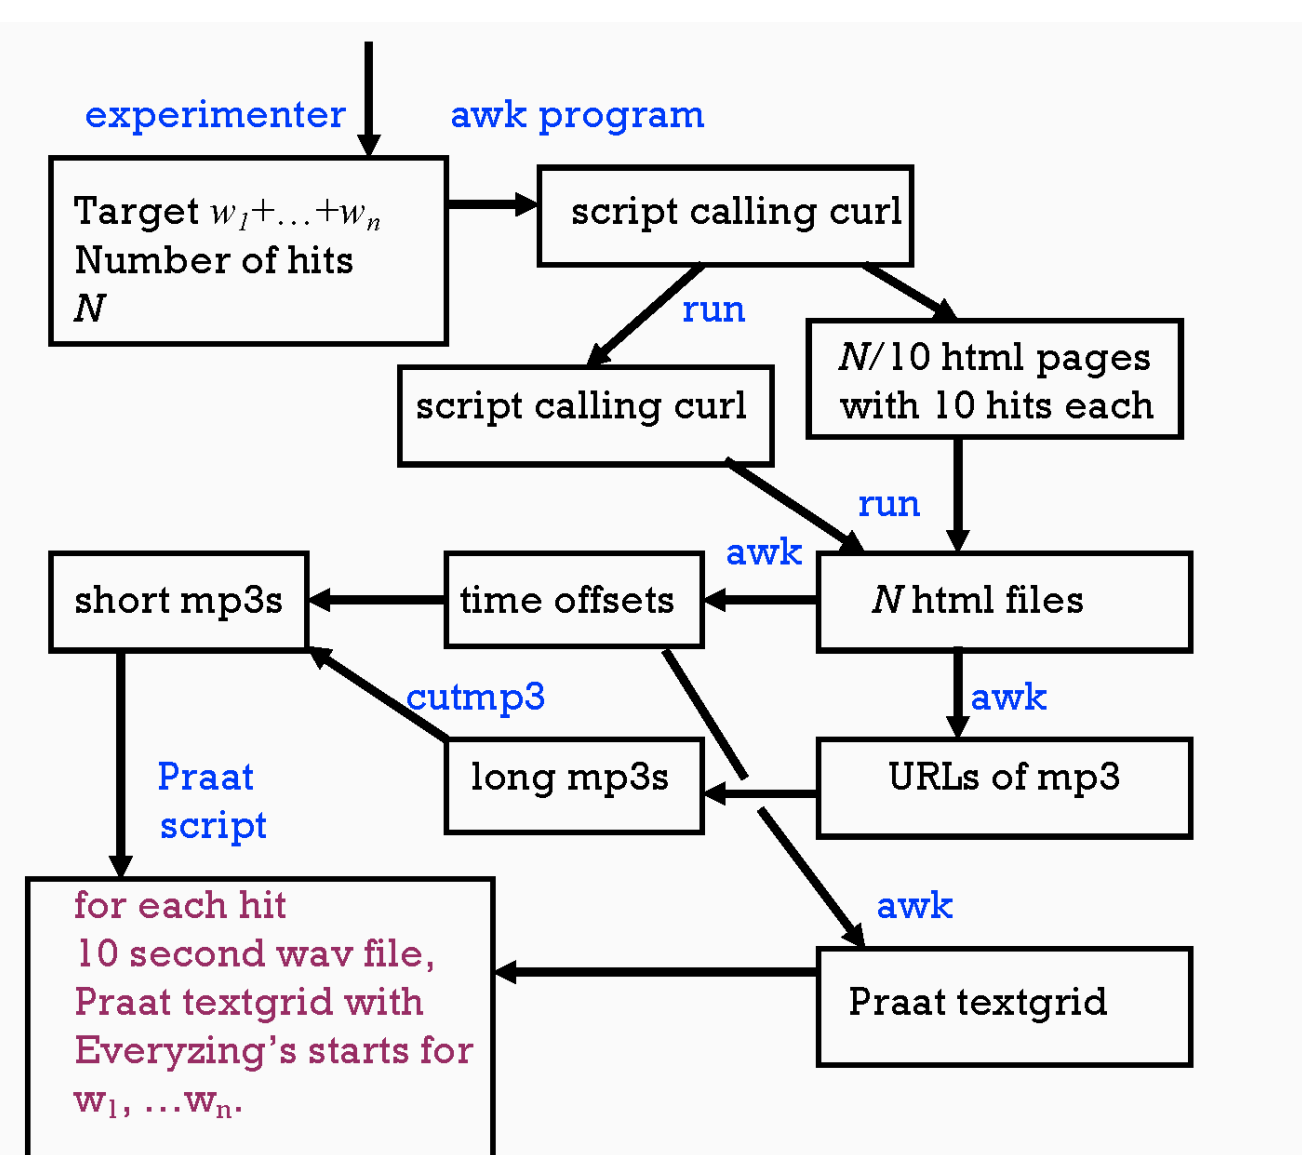 experimenter
awk program
Target w1+…+wn
Number of hits
N
script calling curl
run
N/10 html pages
with 10 hits each
script calling curl
run
awk
short mp3s
time offsets
N html files
cutmp3
awk
Praat
script
long mp3s
URLs of mp3
for each hit
10 second wav file,
Praat textgrid with
Everyzing’s starts for
w1, …wn.
awk
Praat textgrid